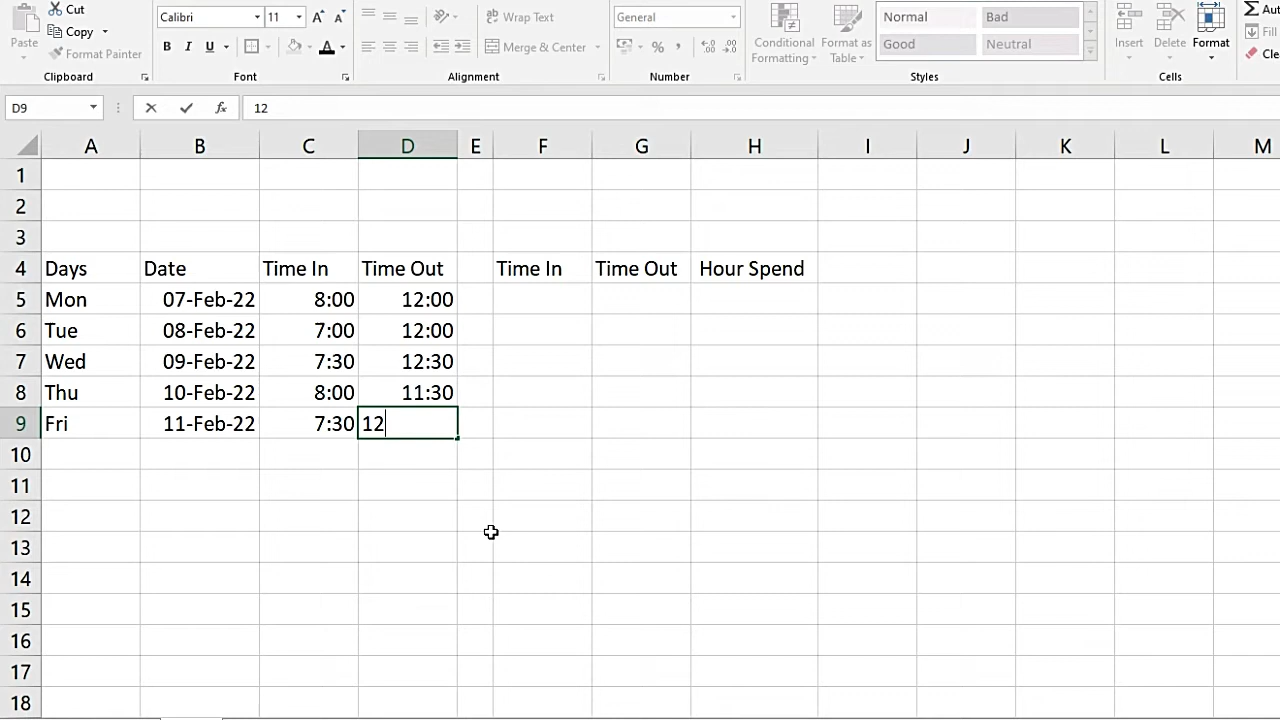 Cut Calibri 11 A A Wrap Text General Normal Bad Σ Aut
Paste Copy Conditional Format as Insert Delete Format Fill
Format Painter B I U A Merge & Center % , Formatting Table Good Neutral Cle
Clipboard Font Alignment Number Styles Cells
D9 fx 12
A B C D E F G H I J K L M
1
2
3
4 Days Date Time In Time Out Time In Time Out Hour Spend
5 Mon 07-Feb-22 8:00 12:00
6 Tue 08-Feb-22 7:00 12:00
7 Wed 09-Feb-22 7:30 12:30
8 Thu 10-Feb-22 8:00 11:30
9 Fri 11-Feb-22 7:30 12
10
11
12
13
14
15
16
17
18